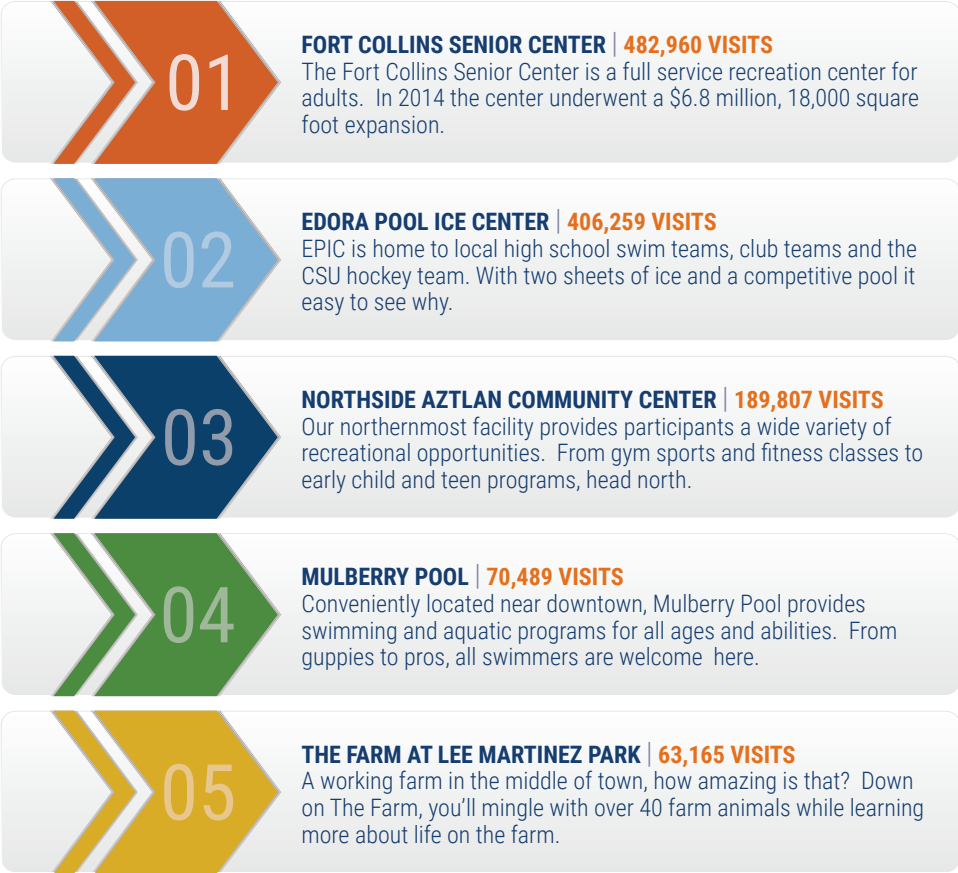 01
FORT COLLINS SENIOR CENTER | 482,960 VISITS
The Fort Collins Senior Center is a full service recreation center for
adults.  In 2014 the center underwent a $6.8 million, 18,000 square
foot expansion.
02
EDORA POOL ICE CENTER | 406,259 VISITS
EPIC is home to local high school swim teams, club teams and the
CSU hockey team. With two sheets of ice and a competitive pool it
easy to see why.
03
NORTHSIDE AZTLAN COMMUNITY CENTER | 189,807 VISITS
Our northernmost facility provides participants a wide variety of
recreational opportunities.  From gym sports and fitness classes to
early child and teen programs, head north.
04
MULBERRY POOL | 70,489 VISITS
Conveniently located near downtown, Mulberry Pool provides
swimming and aquatic programs for all ages and abilities.  From
guppies to pros, all swimmers are welcome  here.
05
THE FARM AT LEE MARTINEZ PARK | 63,165 VISITS
A working farm in the middle of town, how amazing is that?  Down
on The Farm, you’ll mingle with over 40 farm animals while learning
more about life on the farm.